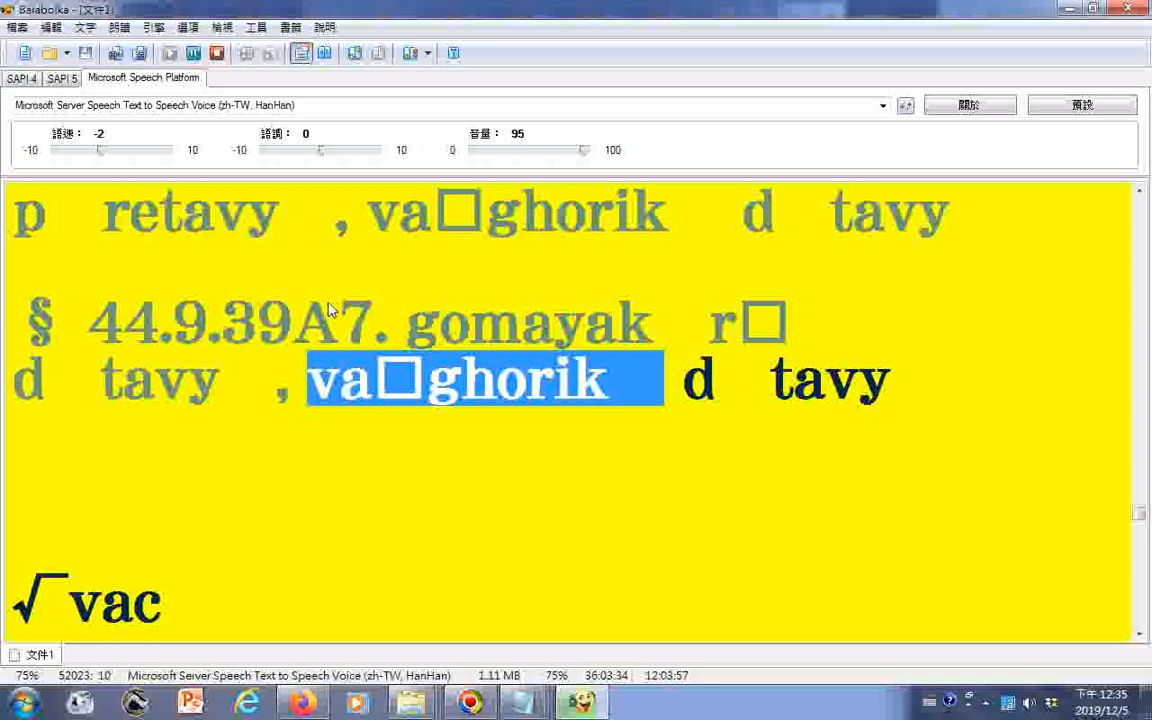 Balabolka - [文件1]
檔案 編輯 文字 朗讀 引擎 選項 檢視 工具 書籤 說明
SAPI 4 SAPI 5 Microsoft Speech Platform
Microsoft Server Speech Text to Speech Voice (zh-TW, HanHan) 關於 預設
語速： -2 語調： 0 音量： 95
-10 10 -10 10 0 100
p retavy , va□ghorik d tavy
§ 44.9.39A7. gomayak r□
d tavy , va□ghorik d tavy
√vac
文件1
75% 52023: 10 Microsoft Server Speech Text to Speech Voice (zh-TW, HanHan) 1.11 MB 75% 36:03:34 12:03:57
下午 12:35
2019/12/5